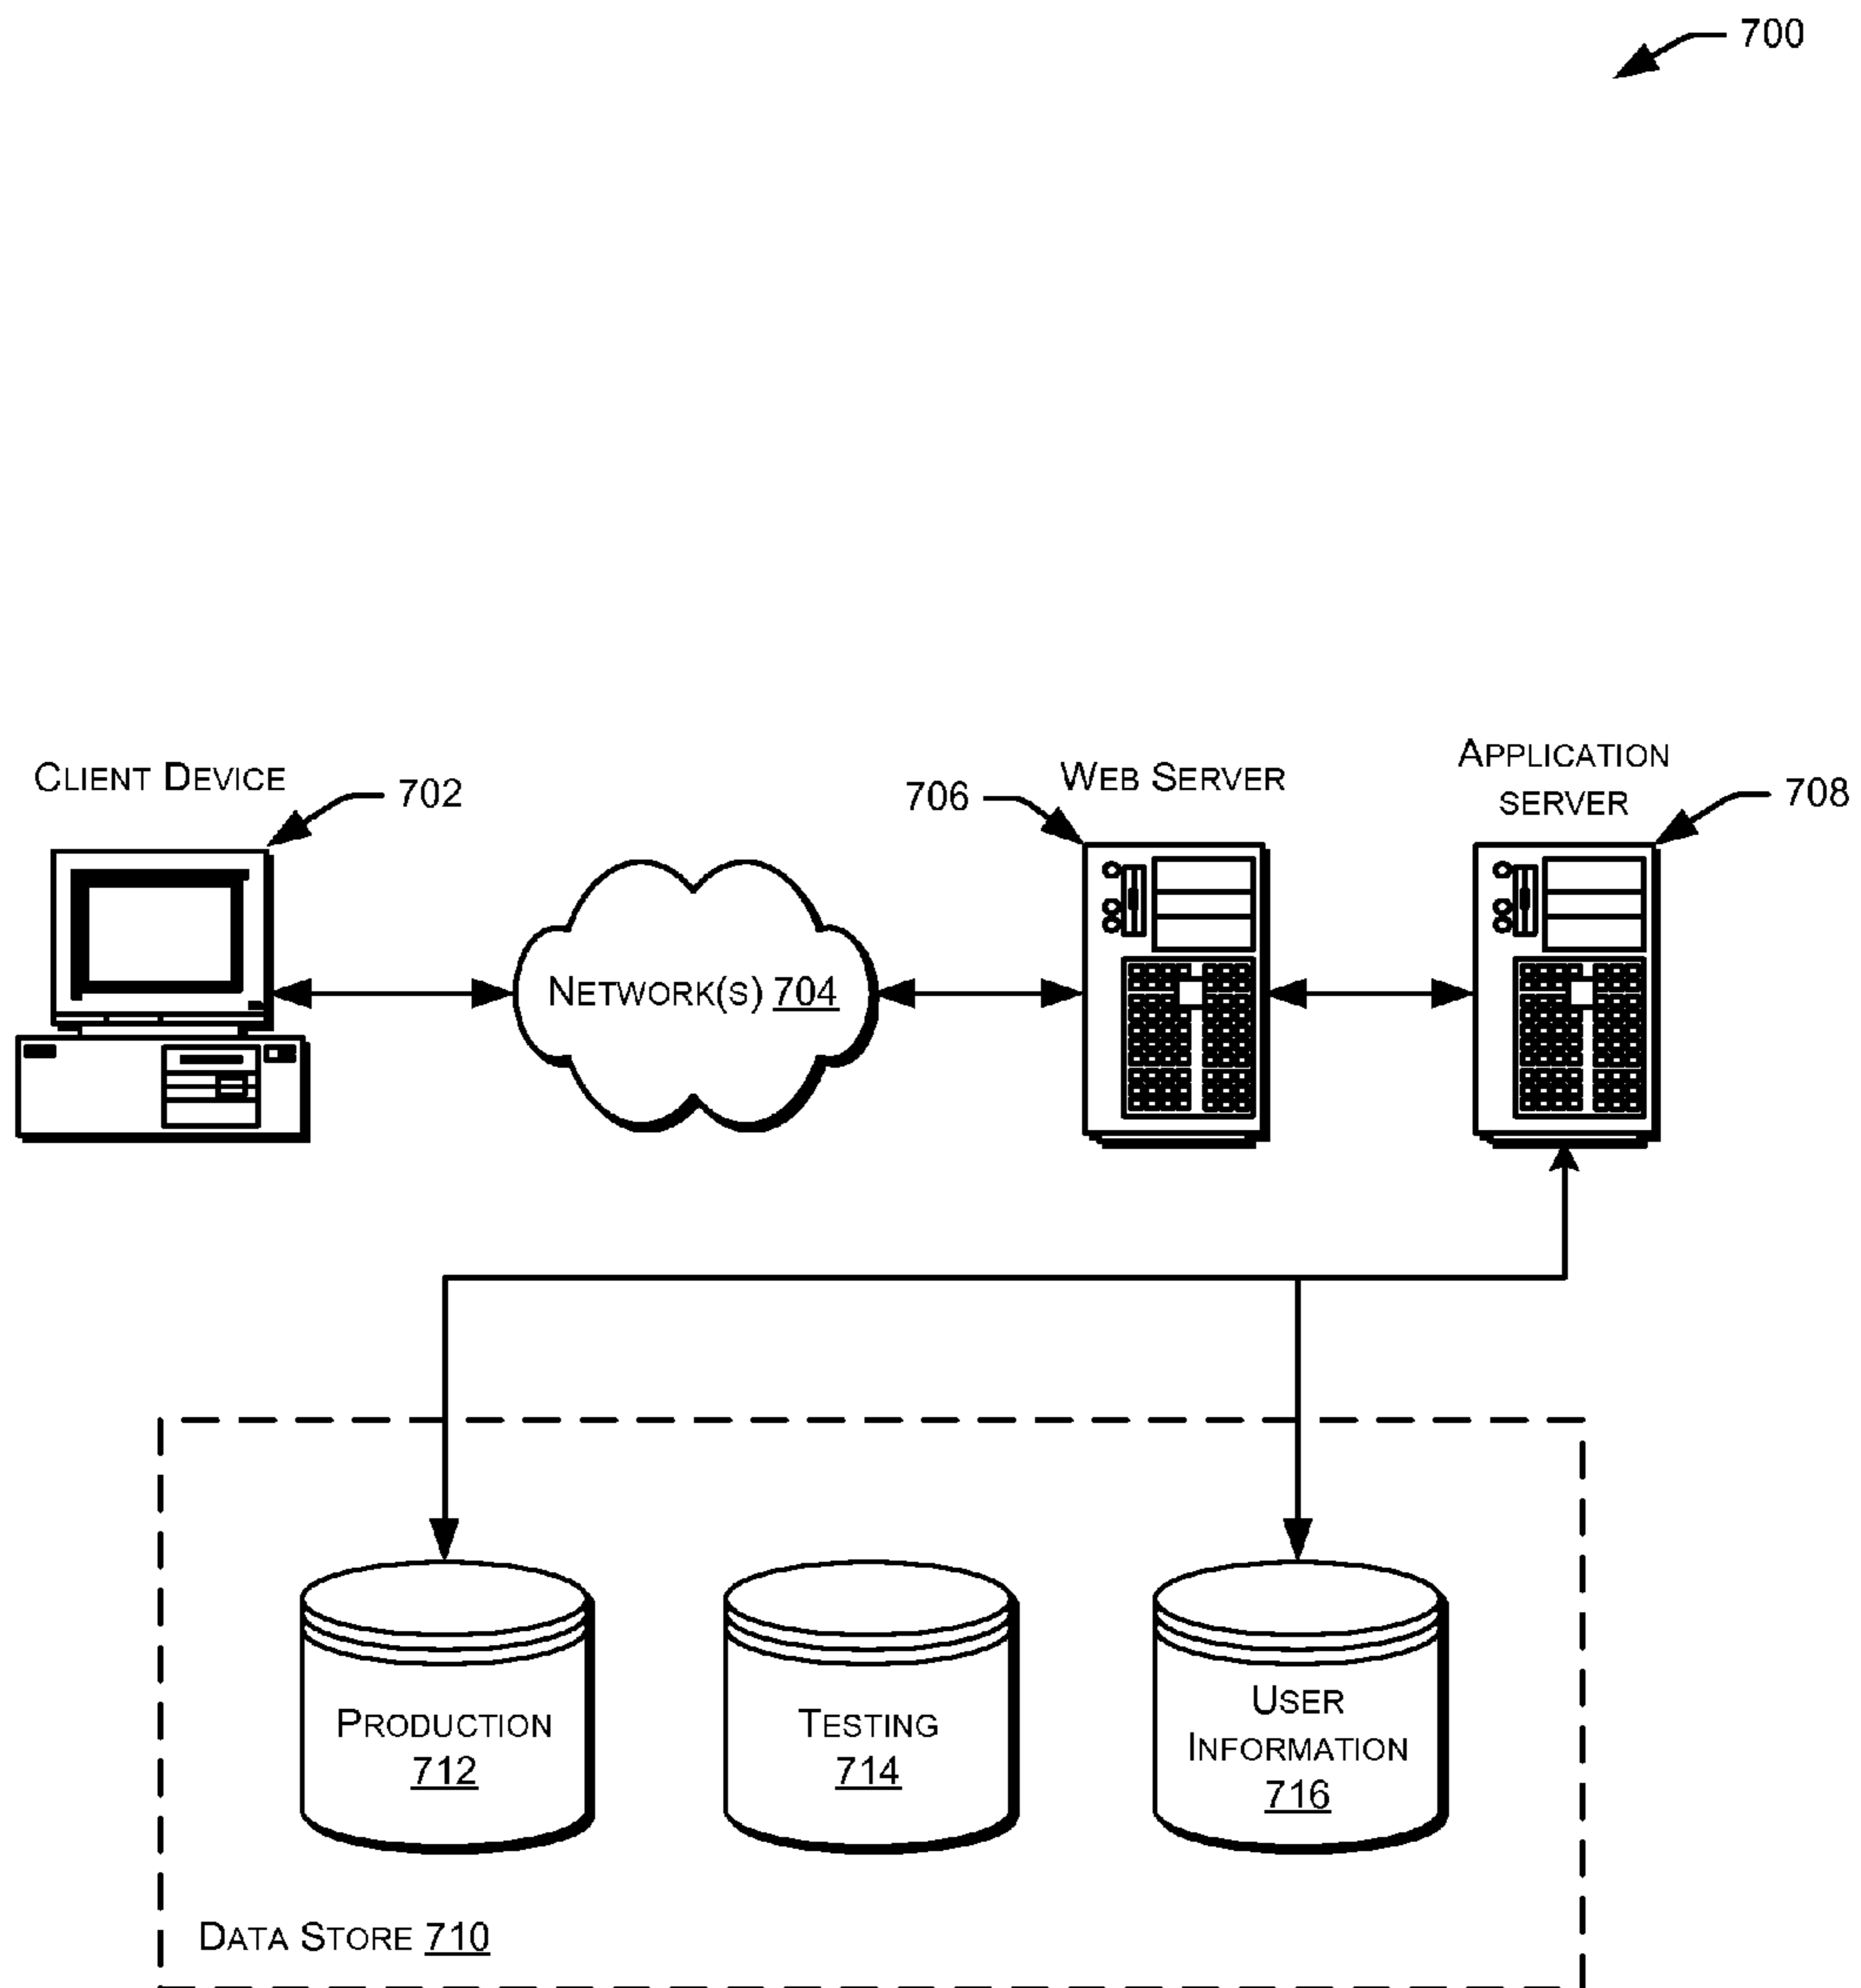 700
CLIENT DEVICE
702
706
WEB SERVER
APPLICATION
SERVER
708
NETWORK(S) 704
PRODUCTION
712
TESTING
714
USER
INFORMATION
716
DATA STORE 710